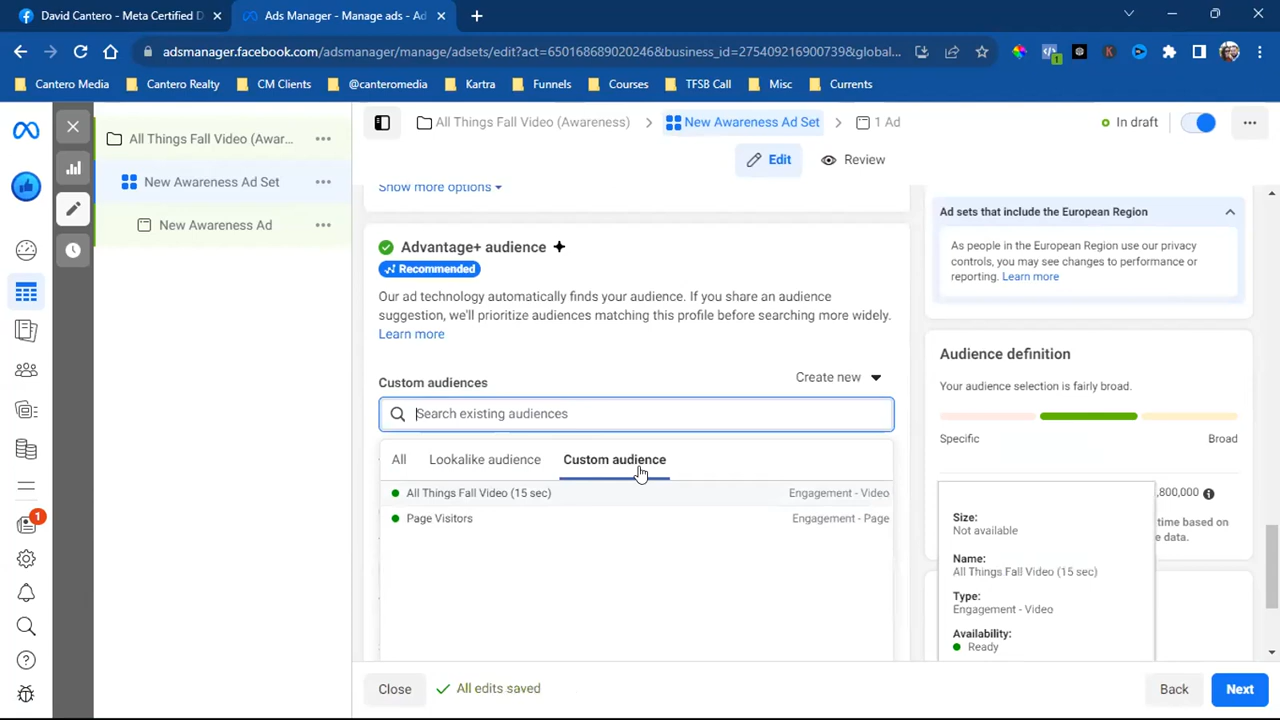 David Cantero - Meta Certified D
Ads Manager - Manage ads - Ad
adsmanager.facebook.com/adsmanager/manage/adsets/edit?act=650168689020246&business_id=2754092169007739&global...
Cantero Media
Cantero Realty
CM Clients
@canteromedia
Kartra
Funnels
Courses
TFSB Call
Misc
Currents
All Things Fall Video (Awar...
New Awareness Ad Set
New Awareness Ad
1
All Things Fall Video (Awareness)
New Awareness Ad Set
1 Ad
In draft
Edit
Review
Show more options
Advantage+ audience
Recommended
Our ad technology automatically finds your audience. If you share an audience
suggestion, we'll prioritize audiences matching this profile before searching more widely.
Learn more
Custom audiences
Create new
Search existing audiences
All
Lookalike audience
Custom audience
All Things Fall Video (15 sec)
Engagement - Video
Page Visitors
Engagement - Page
Ad sets that include the European Region
As people in the European Region use our privacy
controls, you may see changes to performance or
reporting. Learn more
Audience definition
Your audience selection is fairly broad.
Specific
Broad
,800,000
time based on
e data.
Size:
Not available
Name:
All Things Fall Video (15 sec)
Type:
Engagement - Video
Availability:
Ready
Close
All edits saved
Back
Next